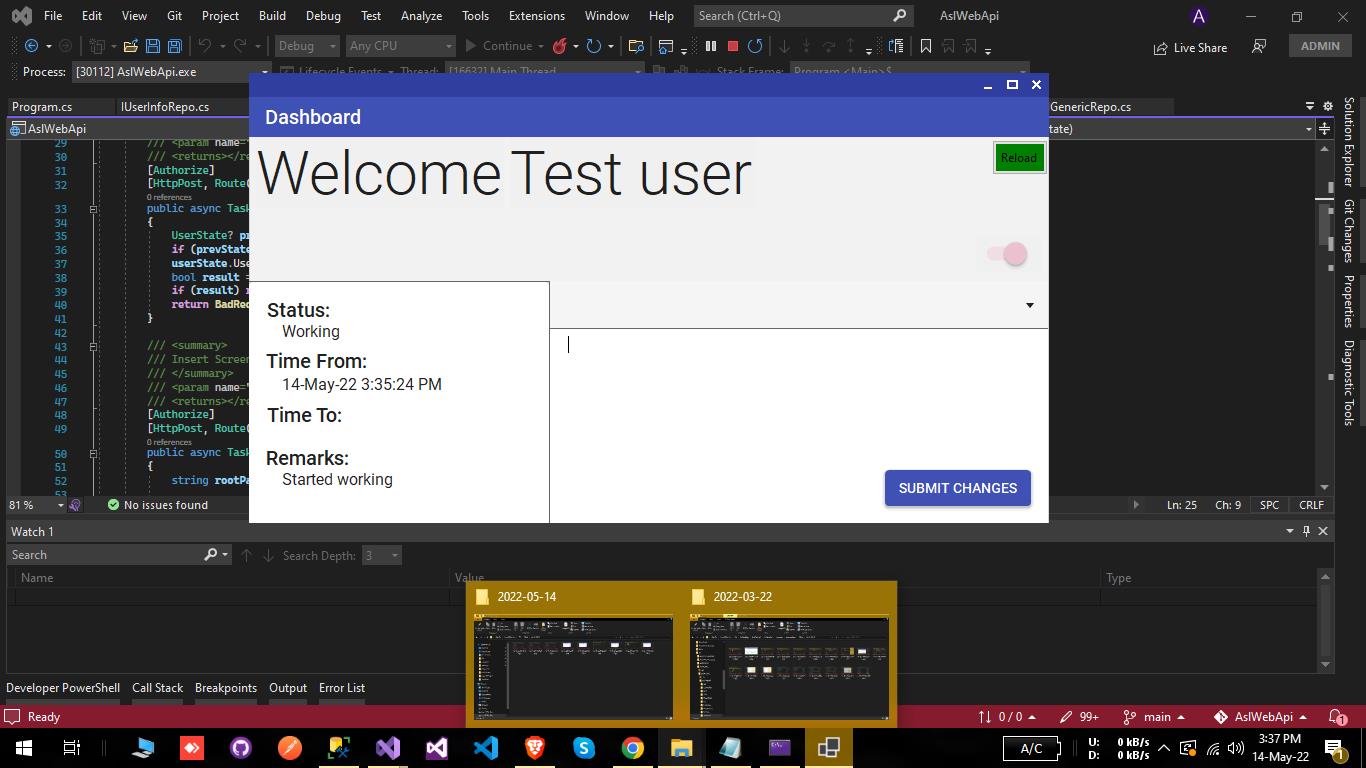 File Edit View Git Project Build Debug Test Analyze Tools Extensions Window Help Search (Ctrl+Q) AslWebApi A
Debug Any CPU Continue Live Share ADMIN
Process: [30112] AslWebApi.exe Lifecycle Events Thread: [16632] Main Thread Stack Frame: Program.<Main>$
Program.cs IUserInfoRepo.cs GenericRepo.cs
AslWebApi tate)
Dashboard
Welcome Test user
Reload
29 /// <param name="
30 /// <returns></re
31 [Authorize]
32 [HttpPost, Route(
0 references
33 public async Task
34 {
35 UserState? pr
36 if (prevState
37 userState.Use
38 bool result =
39 if (result) r
40 return BadReq
41 }
42
43 /// <summary>
44 /// Insert Screen
45 /// </summary>
46 /// <param name="
47 /// <returns></re
48 [Authorize]
49 [HttpPost, Route(
0 references
50 public async Task
51 {
52 string rootPa
53
Status:
Working
Time From:
14-May-22 3:35:24 PM
Time To:
Remarks:
Started working
SUBMIT CHANGES
Solution Explorer
Git Changes
Properties
Diagnostic Tools
81 % No issues found Ln: 25 Ch: 9 SPC CRLF
Watch 1
Search Search Depth: 3
Name Value Type
2022-05-14 2022-03-22
Developer PowerShell Call Stack Breakpoints Output Error List
Ready 0 / 0 99+ main AslWebApi 1
A/C U: 0 kB/s
D: 0 kB/s
3:37 PM
14-May-22 1